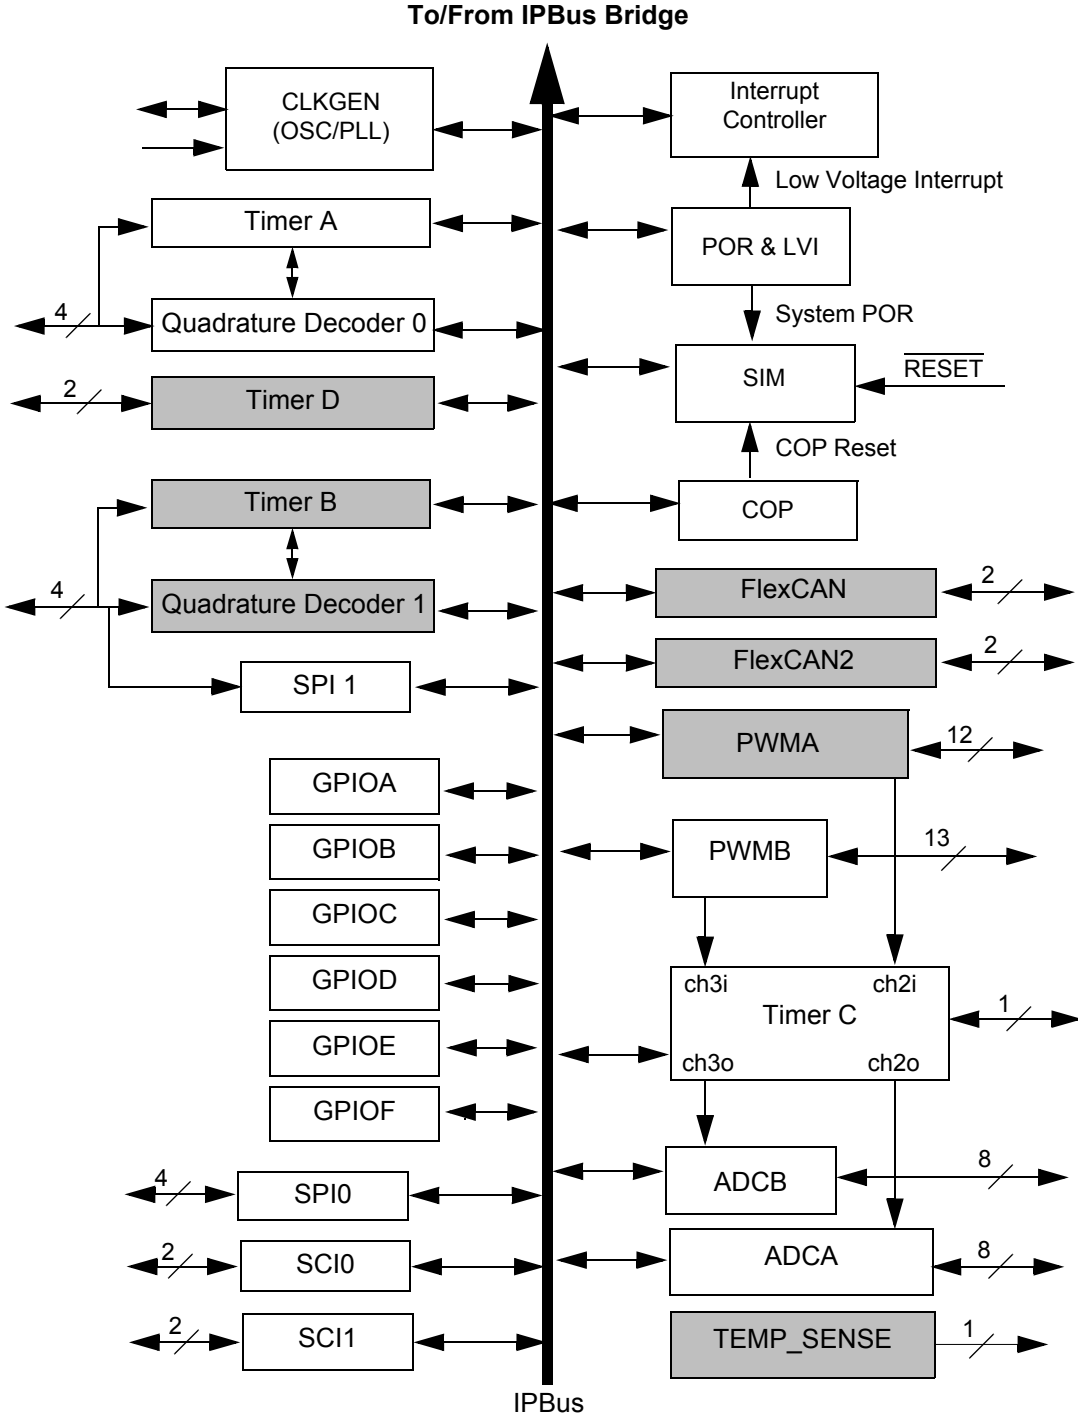 To/From IPBus Bridge
CLKGEN
(OSC/PLL)
Timer A
4
Quadrature Decoder 0
2
Timer D
Timer B
4
Quadrature Decoder 1
SPI 1
GPIOA
GPIOB
GPIOC
GPIOD
GPIOE
GPIOF
4
SPI0
2
SCI0
2
SCI1
Interrupt
Controller
Low Voltage Interrupt
POR & LVI
System POR
SIM
RESET
COP Reset
COP
FlexCAN
2
FlexCAN2
2
PWMA
12
PWMB
13
ch3i
ch2i
Timer C
1
ch3o
ch2o
ADCB
8
ADCA
8
TEMP_SENSE
1
IPBus